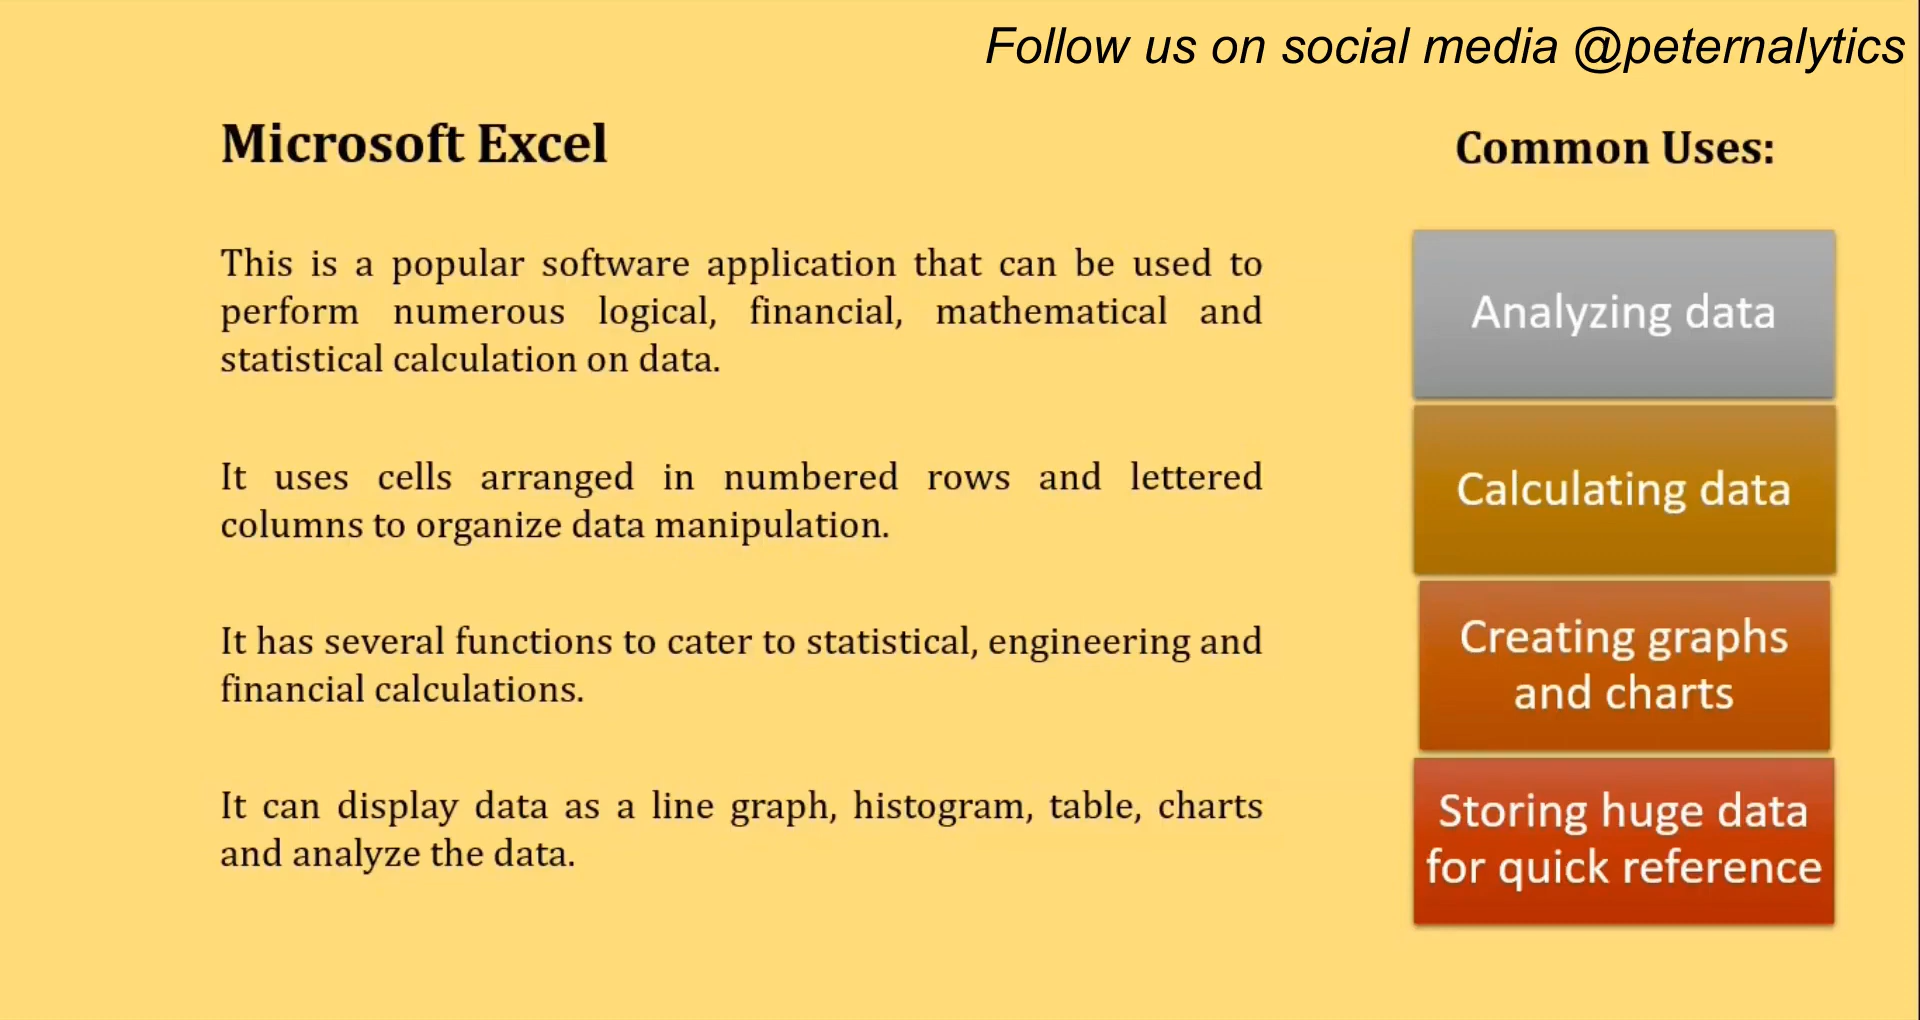 Follow us on social media @peternalytics
Microsoft Excel
This is a popular software application that can be used to
perform numerous logical, financial, mathematical and
statistical calculation on data.
It uses cells arranged in numbered rows and lettered
columns to organize data manipulation.
It has several functions to cater to statistical, engineering and
financial calculations.
It can display data as a line graph, histogram, table, charts
and analyze the data.
Common Uses:
Analyzing data
Calculating data
Creating graphs
and charts
Storing huge data
for quick reference